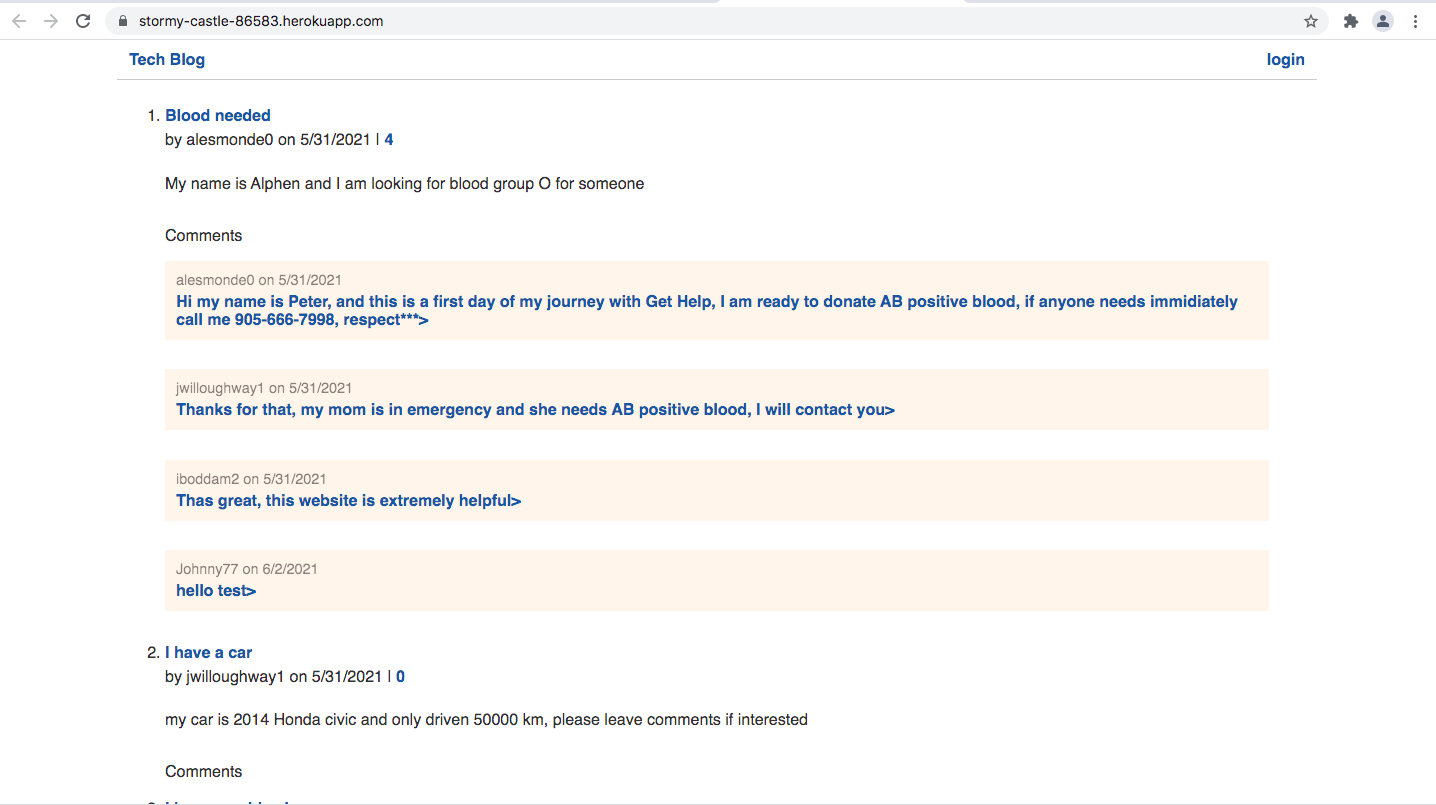 stormy-castle-86583.herokuapp.com
Tech Blog
login
1. Blood needed
by alesmonde0 on 5/31/2021 | 4
My name is Alphen and I am looking for blood group O for someone
Comments
alesmonde0 on 5/31/2021
Hi my name is Peter, and this is a first day of my journey with Get Help, I am ready to donate AB positive blood, if anyone needs immidiately
call me 905-666-7998, respect***>
jwilloughway1 on 5/31/2021
Thanks for that, my mom is in emergency and she needs AB positive blood, I will contact you>
iboddam2 on 5/31/2021
Thas great, this website is extremely helpful>
Johnny77 on 6/2/2021
hello test>
2. I have a car
by jwilloughway1 on 5/31/2021 | 0
my car is 2014 Honda civic and only driven 50000 km, please leave comments if interested
Comments